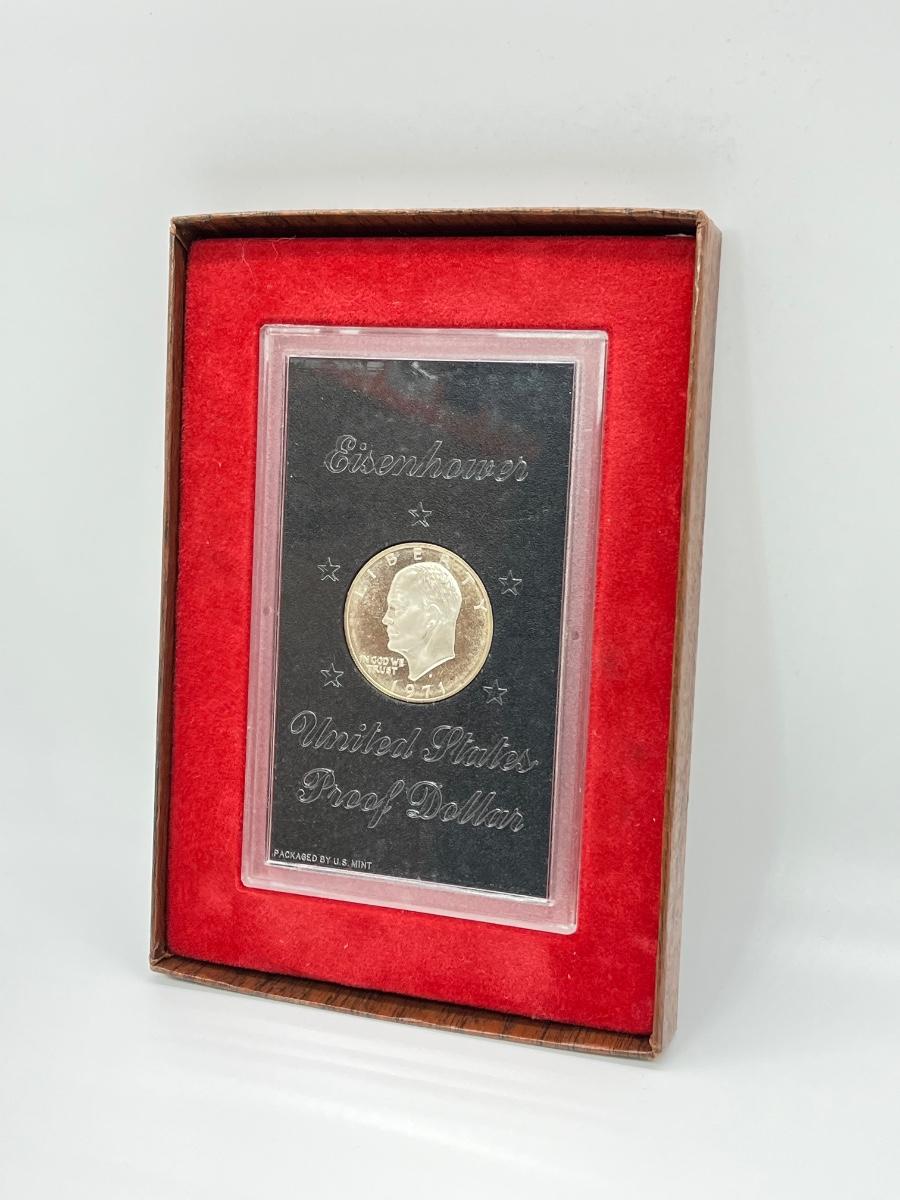 Eisenhower
LIBERTY
IN GOD WE
TRUST
1971
United States
Proof Dollar
PACKAGED BY U.S. MINT